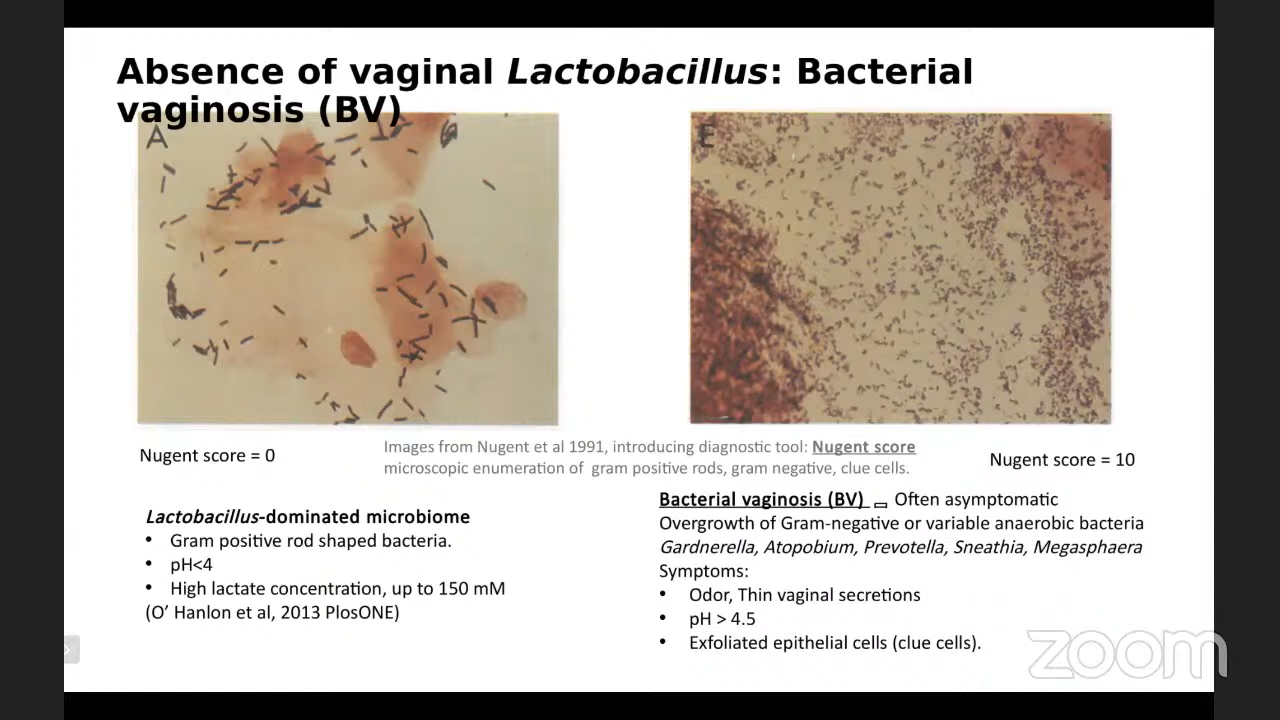 Absence of vaginal Lactobacillus: Bacterial
vaginosis (BV)
A
E
Nugent score = 0
Images from Nugent et al 1991, introducing diagnostic tool: Nugent score
microscopic enumeration of gram positive rods, gram negative, clue cells.
Nugent score = 10
Lactobacillus-dominated microbiome
• Gram positive rod shaped bacteria.
• pH<4
• High lactate concentration, up to 150 mM
(O’ Hanlon et al, 2013 PlosONE)
Bacterial vaginosis (BV) Often asymptomatic
Overgrowth of Gram-negative or variable anaerobic bacteria
Gardnerella, Atopobium, Prevotella, Sneathia, Megasphaera
Symptoms:
• Odor, Thin vaginal secretions
• pH > 4.5
• Exfoliated epithelial cells (clue cells).
zoom